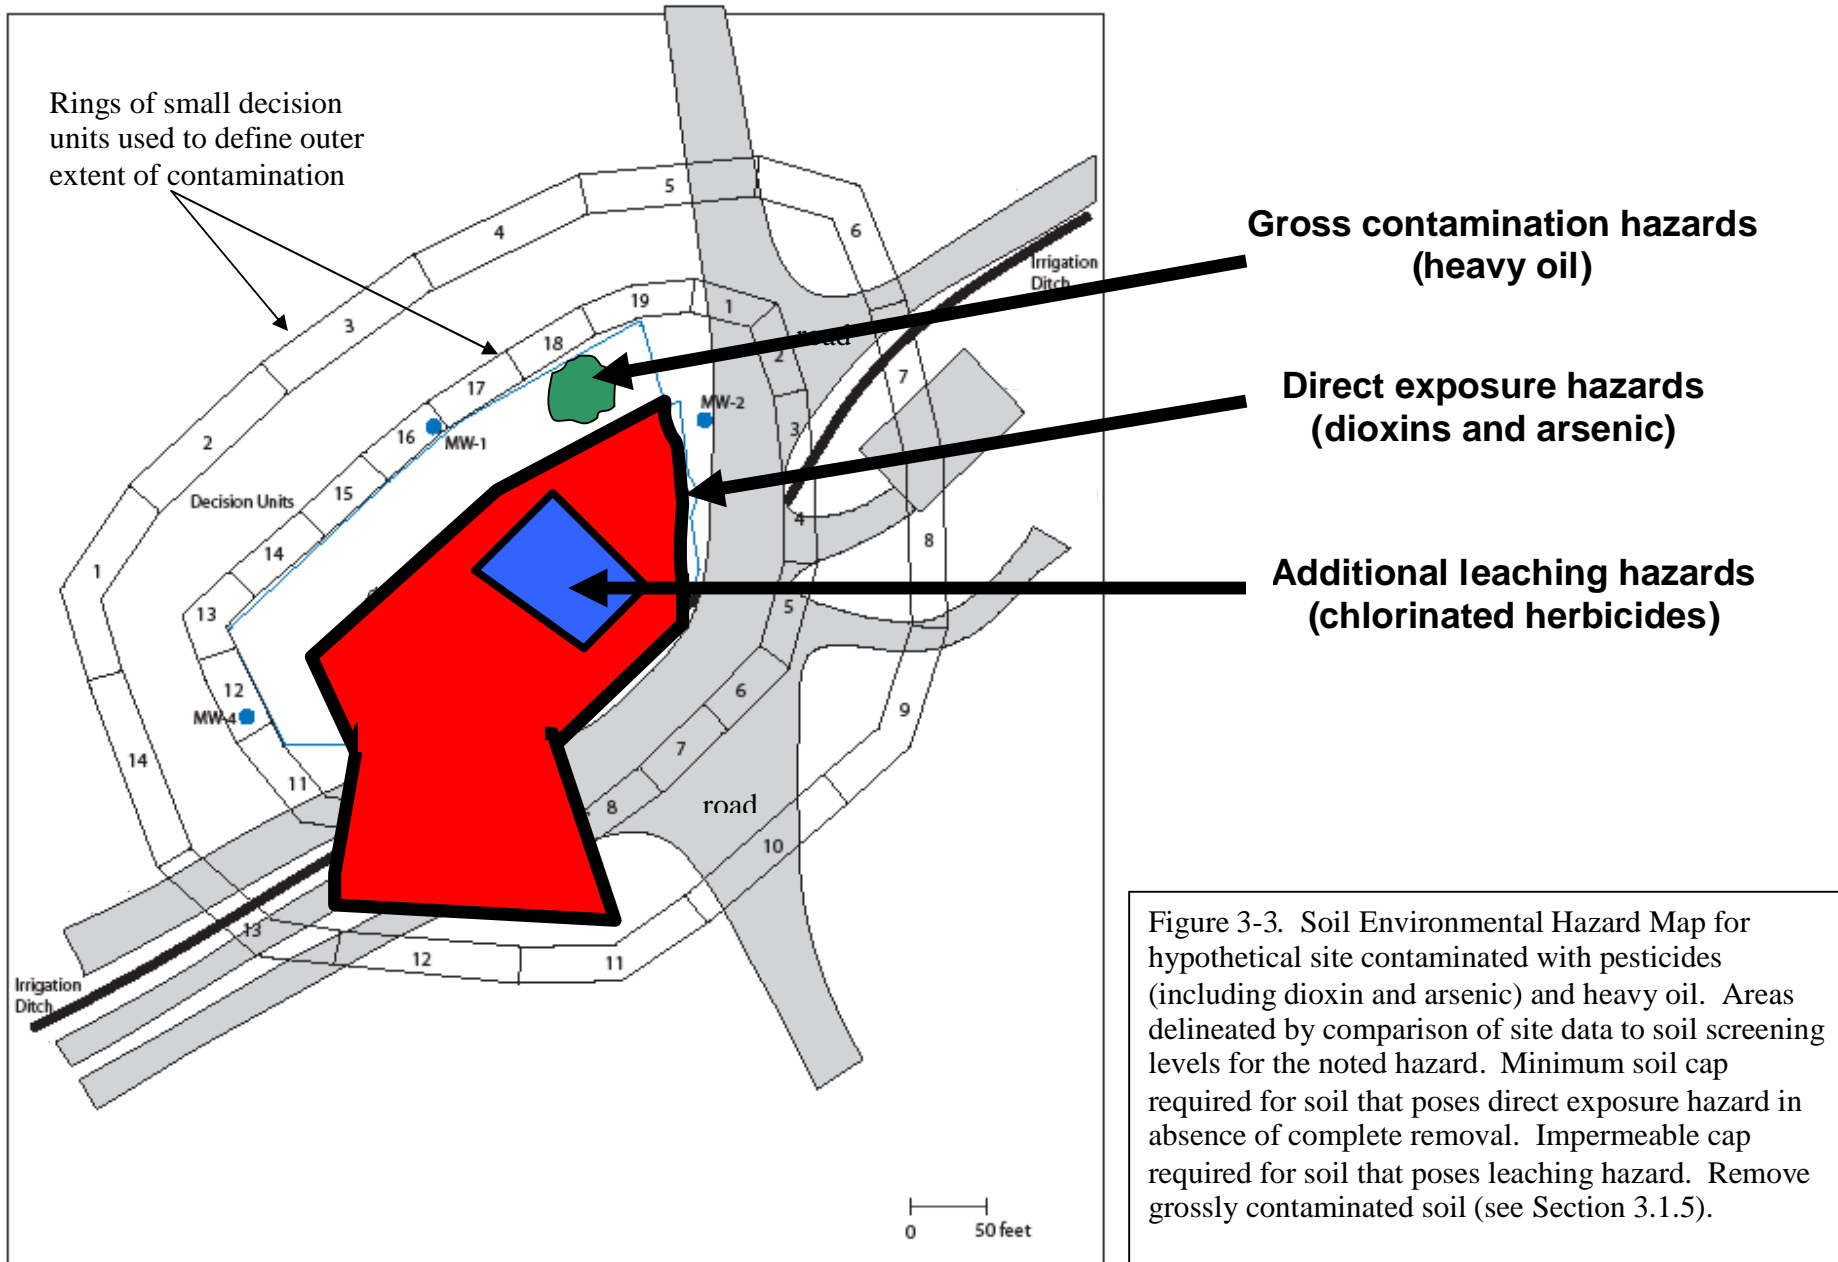 Rings of small decision
units used to define outer
extent of contamination
Gross contamination hazards
(heavy oil)
Direct exposure hazards
(dioxins and arsenic)
Additional leaching hazards
(chlorinated herbicides)
5
4
6
3
2
1
14
13
12
11
10
9
8
7
Irrigation
Ditch
19
1
18
2
road
17
3
16
MW-1
MW-2
15
4
Decision Units
14
5
13
12
MW-4
6
11
7
8
road
Irrigation
Ditch
0
50 feet
Figure 3-3. Soil Environmental Hazard Map for
hypothetical site contaminated with pesticides
(including dioxin and arsenic) and heavy oil. Areas
delineated by comparison of site data to soil screening
levels for the noted hazard. Minimum soil cap
required for soil that poses direct exposure hazard in
absence of complete removal. Impermeable cap
required for soil that poses leaching hazard. Remove
grossly contaminated soil (see Section 3.1.5).